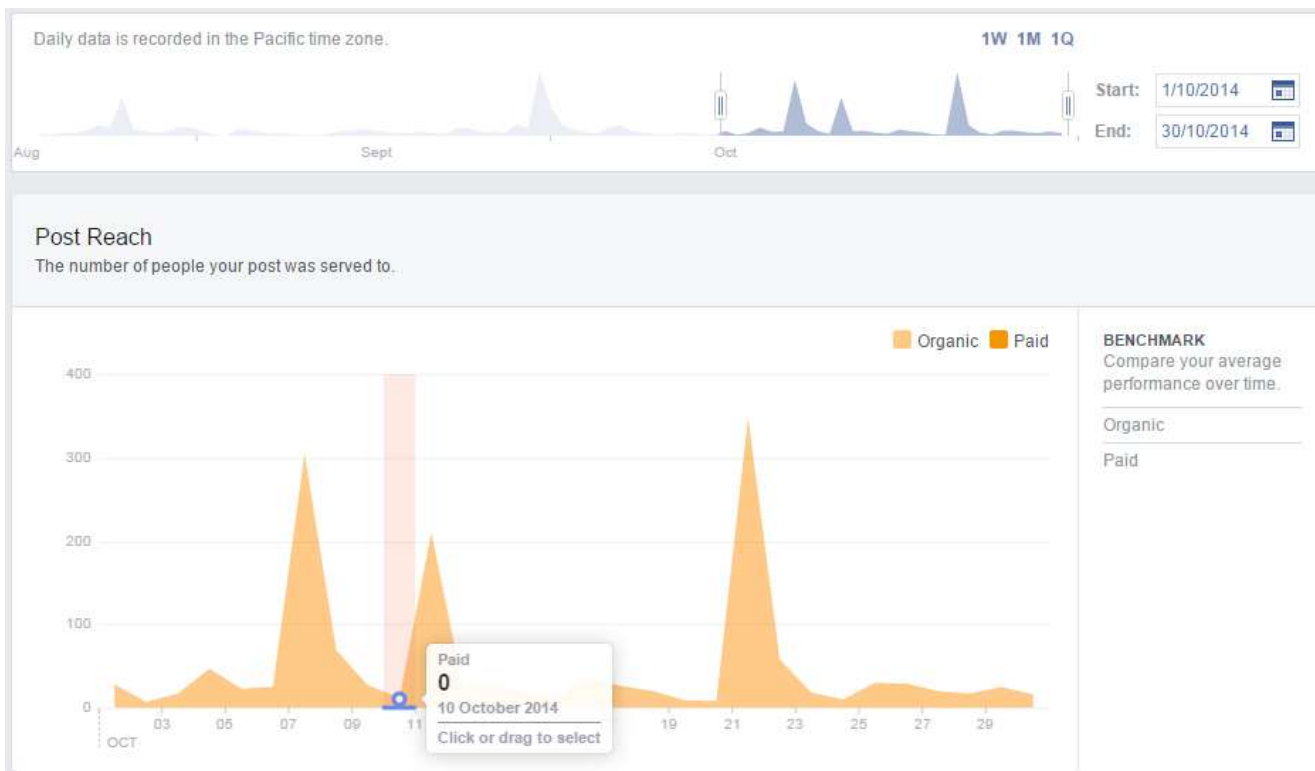 Daily data is recorded in the Pacific time zone.
1W 1M 1Q
Start: 1/10/2014
End: 30/10/2014
Aug Sept Oct
Post Reach
The number of people your post was served to.
Organic Paid
BENCHMARK
Compare your average
performance over time.
Organic
Paid
400
300
200
100
0
Paid
0
10 October 2014
Click or drag to select
03 05 07 09 11 19 21 23 25 27 29
OCT